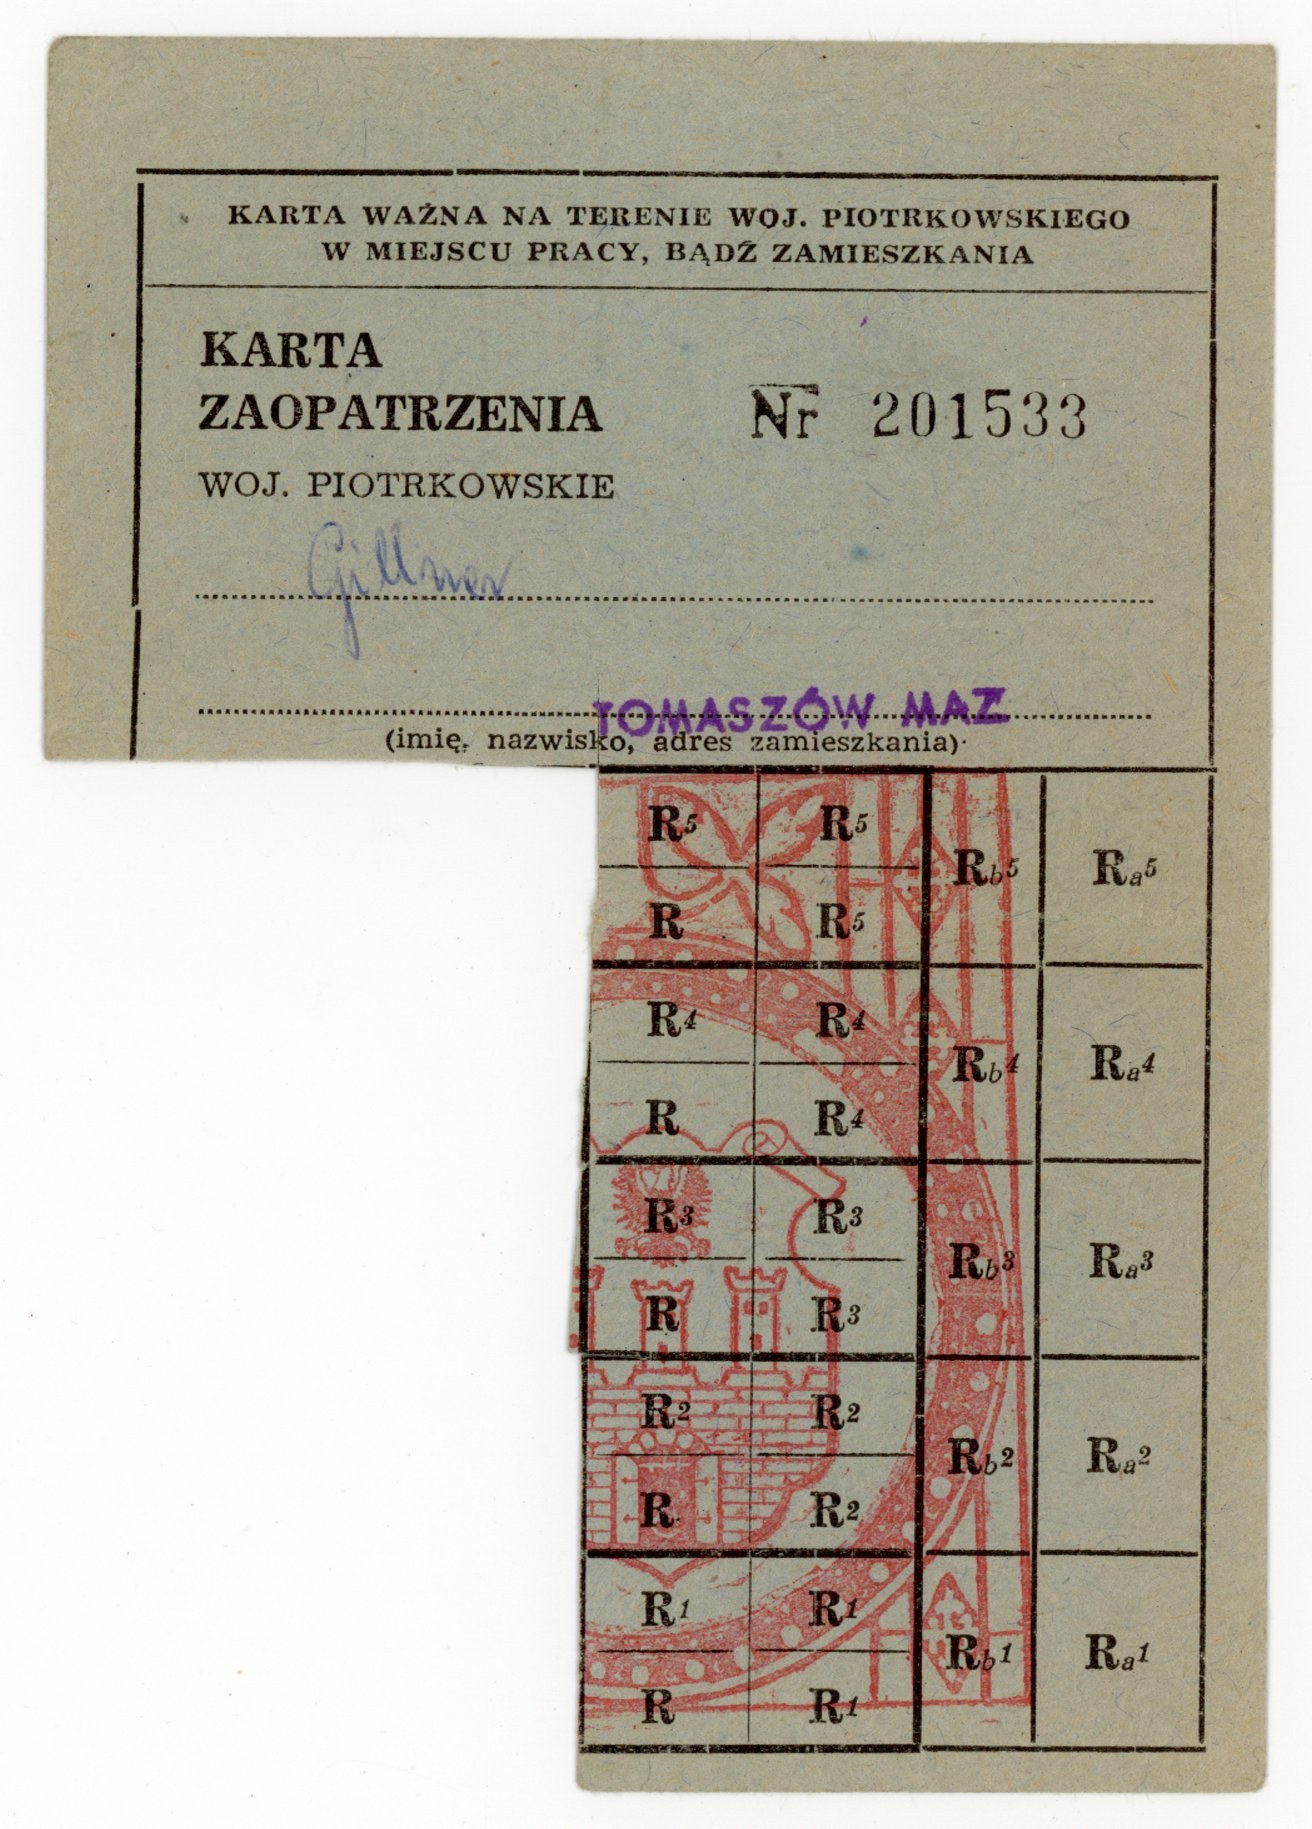 KARTA WAŻNA NA TERENIE WOJ. PIOTRKOWSKIEGO
W MIEJSCU PRACY, BĄDŹ ZAMIESZKANIA
KARTA
ZAOPATRZENIA
Nr 201533
WOJ. PIOTRKOWSKIE
Gillner
TOMASZÓW MAZ
(imię, nazwisko, adres zamieszkania)
R5 R5 Rb5 Ra5
R R5
R4 R4 Rb4 Ra4
R R4
R3 R3 Rb3 Ra3
R R3
R2 R2 Rb2 Ra2
R R2
R1 R1 Rb1 Ra1
R R1